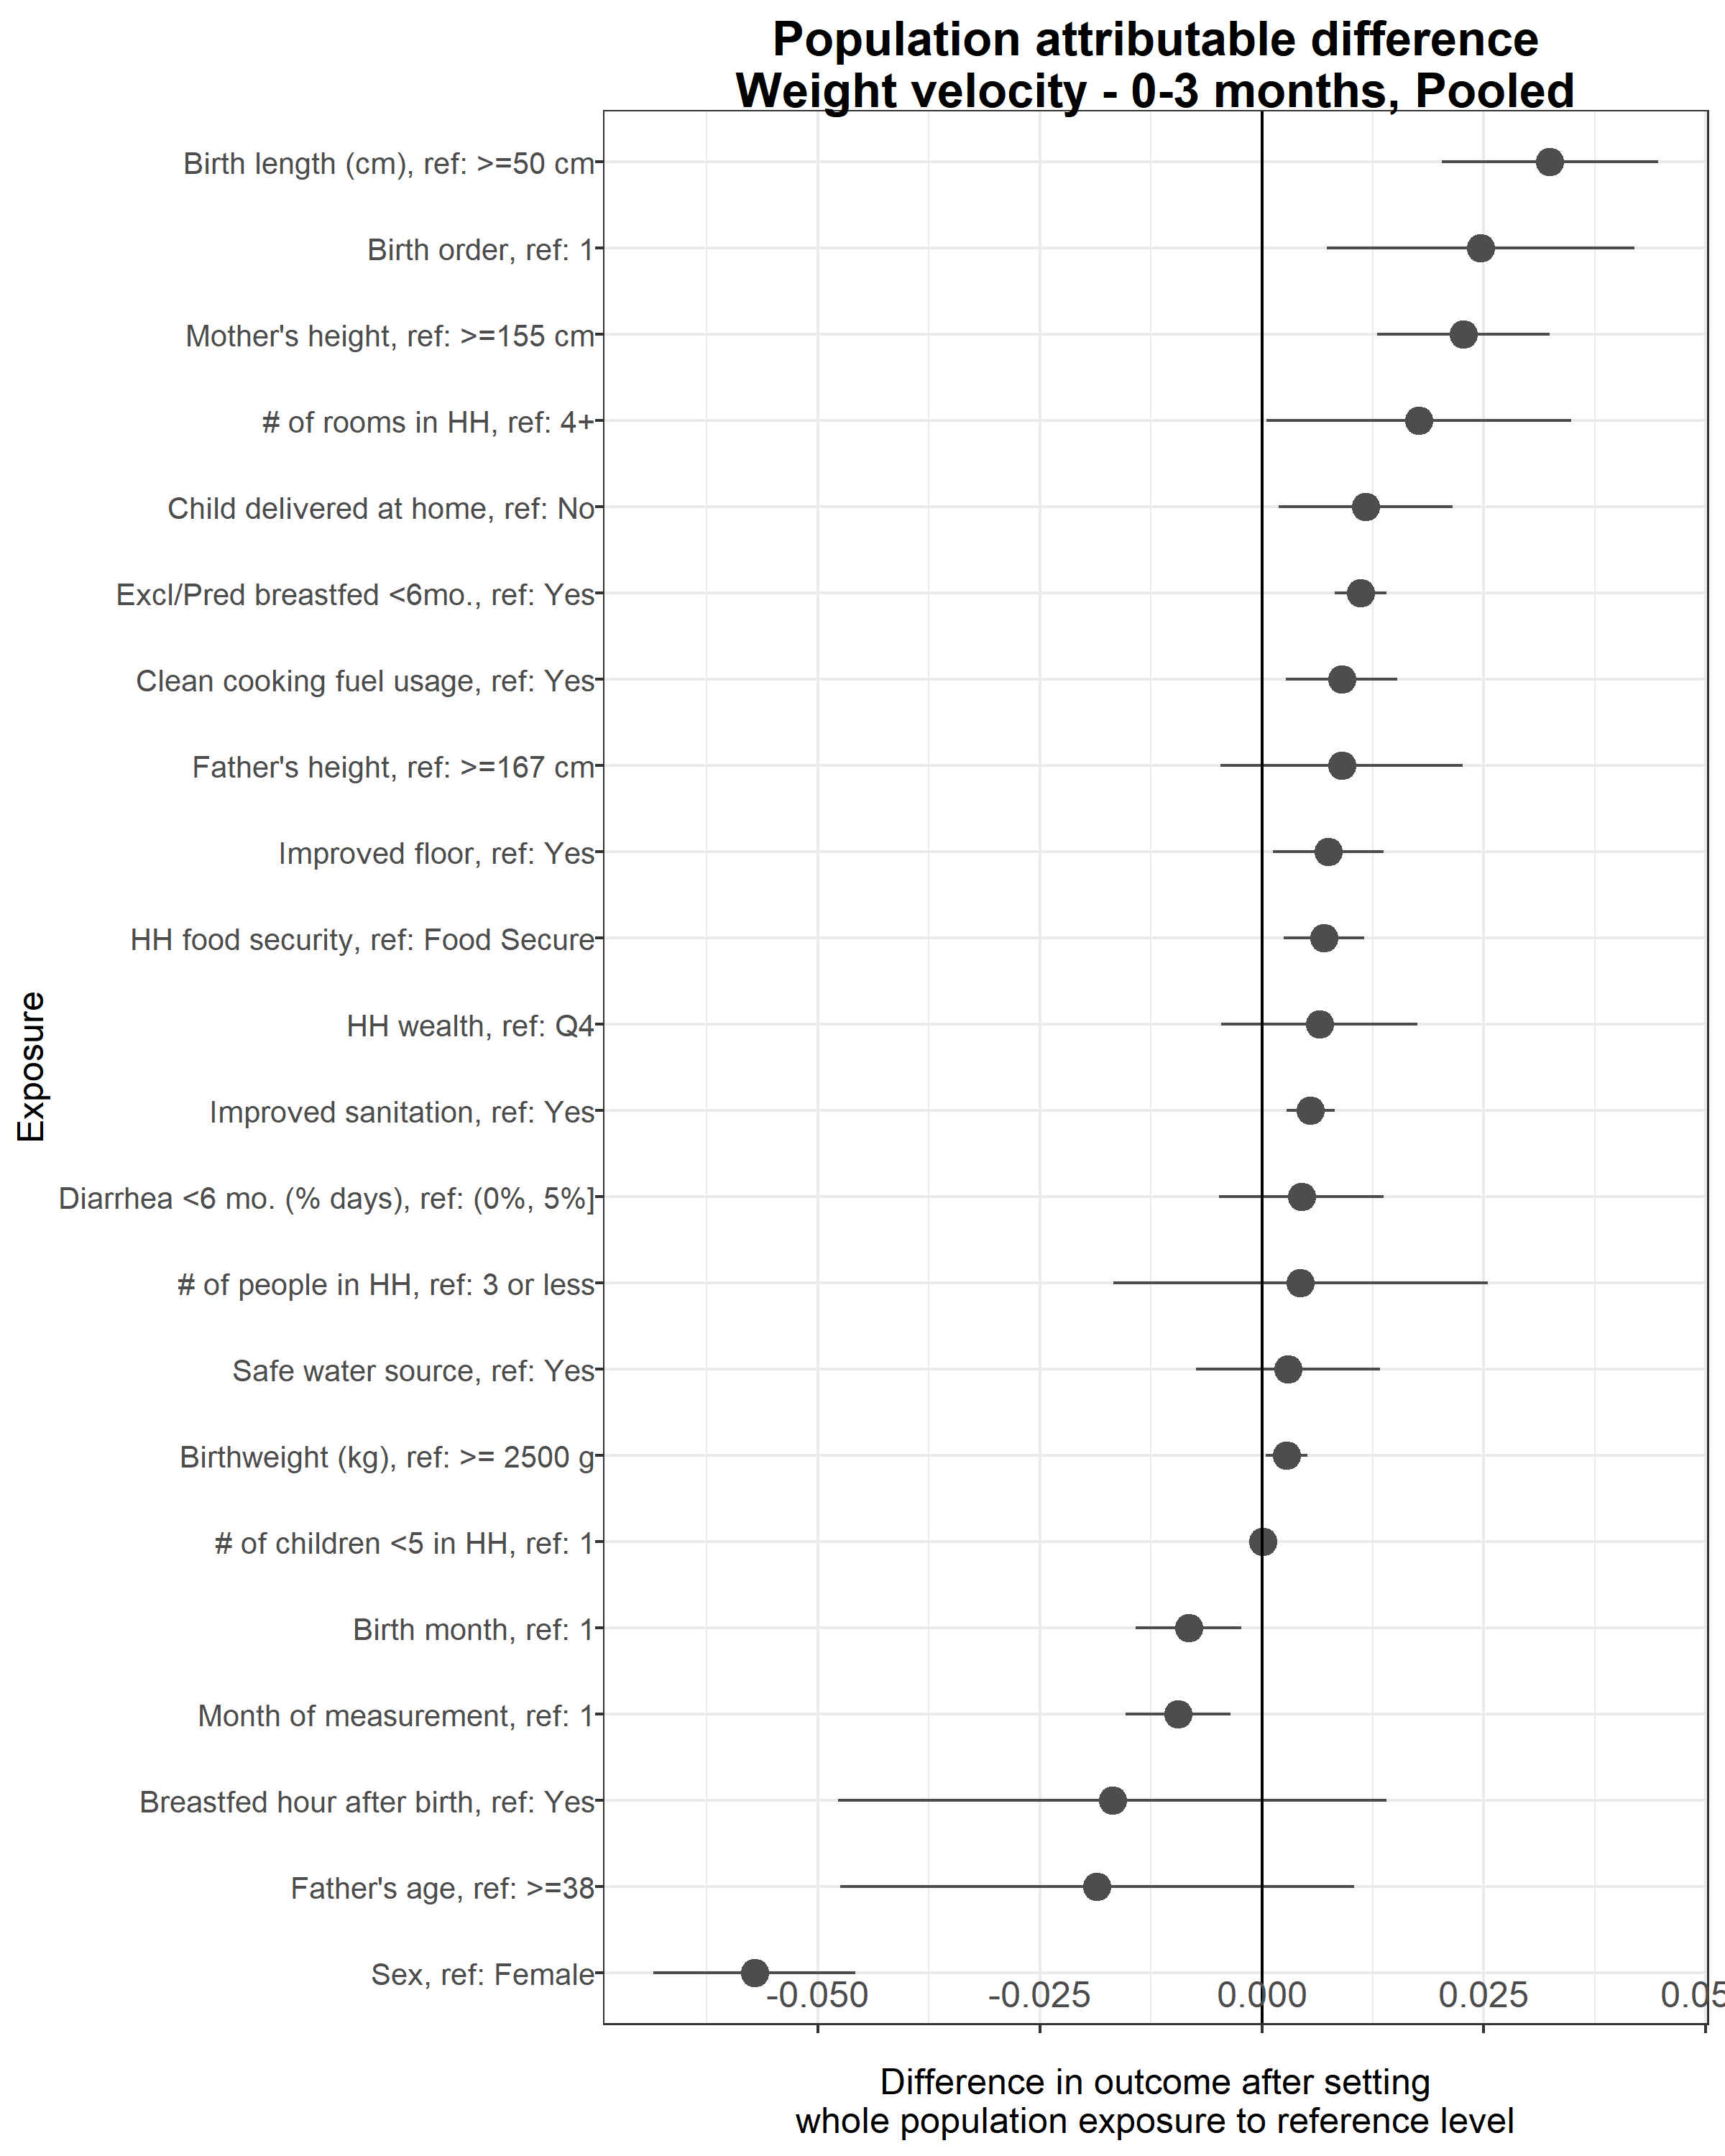 Population attributable difference
Weight velocity - 0-3 months, Pooled
Exposure
Birth length (cm), ref: >=50 cm
Birth order, ref: 1
Mother's height, ref: >=155 cm
# of rooms in HH, ref: 4+
Child delivered at home, ref: No
Excl/Pred breastfed <6mo., ref: Yes
Clean cooking fuel usage, ref: Yes
Father's height, ref: >=167 cm
Improved floor, ref: Yes
HH food security, ref: Food Secure
HH wealth, ref: Q4
Improved sanitation, ref: Yes
Diarrhea <6 mo. (% days), ref: (0%, 5%]
# of people in HH, ref: 3 or less
Safe water source, ref: Yes
Birthweight (kg), ref: >= 2500 g
# of children <5 in HH, ref: 1
Birth month, ref: 1
Month of measurement, ref: 1
Breastfed hour after birth, ref: Yes
Father's age, ref: >=38
Sex, ref: Female
-0.050 -0.025 0.000 0.025 0.05
Difference in outcome after setting
whole population exposure to reference level